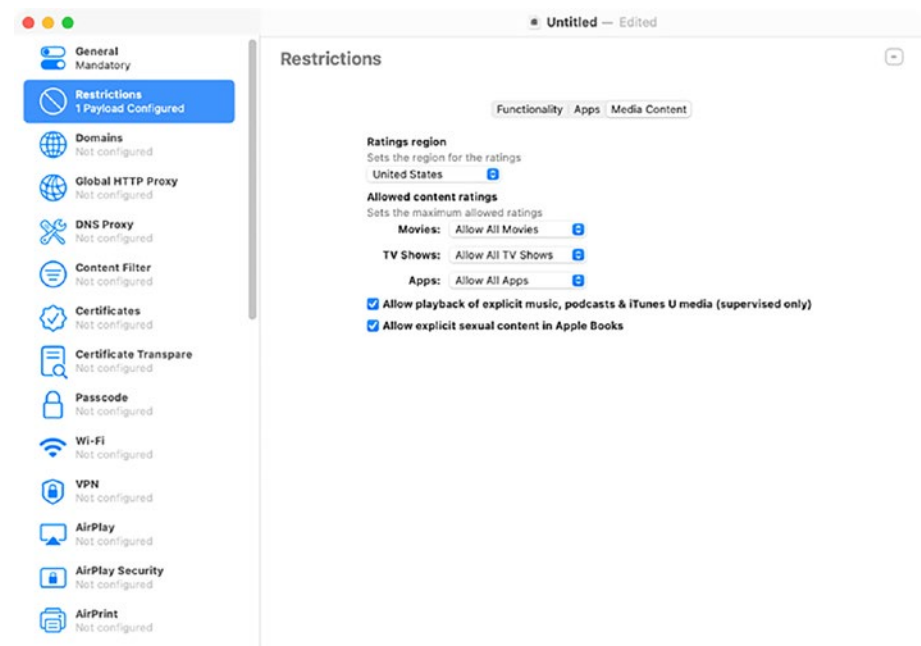 Untitled — Edited
General
Mandatory
Restrictions
1 Payload Configured
Domains
Not configured
Global HTTP Proxy
Not configured
DNS Proxy
Not configured
Content Filter
Not configured
Certificates
Not configured
Certificate Transpare
Not configured
Passcode
Not configured
Wi-Fi
Not configured
VPN
Not configured
AirPlay
Not configured
AirPlay Security
Not configured
AirPrint
Not configured
Restrictions
Functionality Apps Media Content
Ratings region
Sets the region for the ratings
United States
Allowed content ratings
Sets the maximum allowed ratings
Movies: Allow All Movies
TV Shows: Allow All TV Shows
Apps: Allow All Apps
Allow playback of explicit music, podcasts & iTunes U media (supervised only)
Allow explicit sexual content in Apple Books